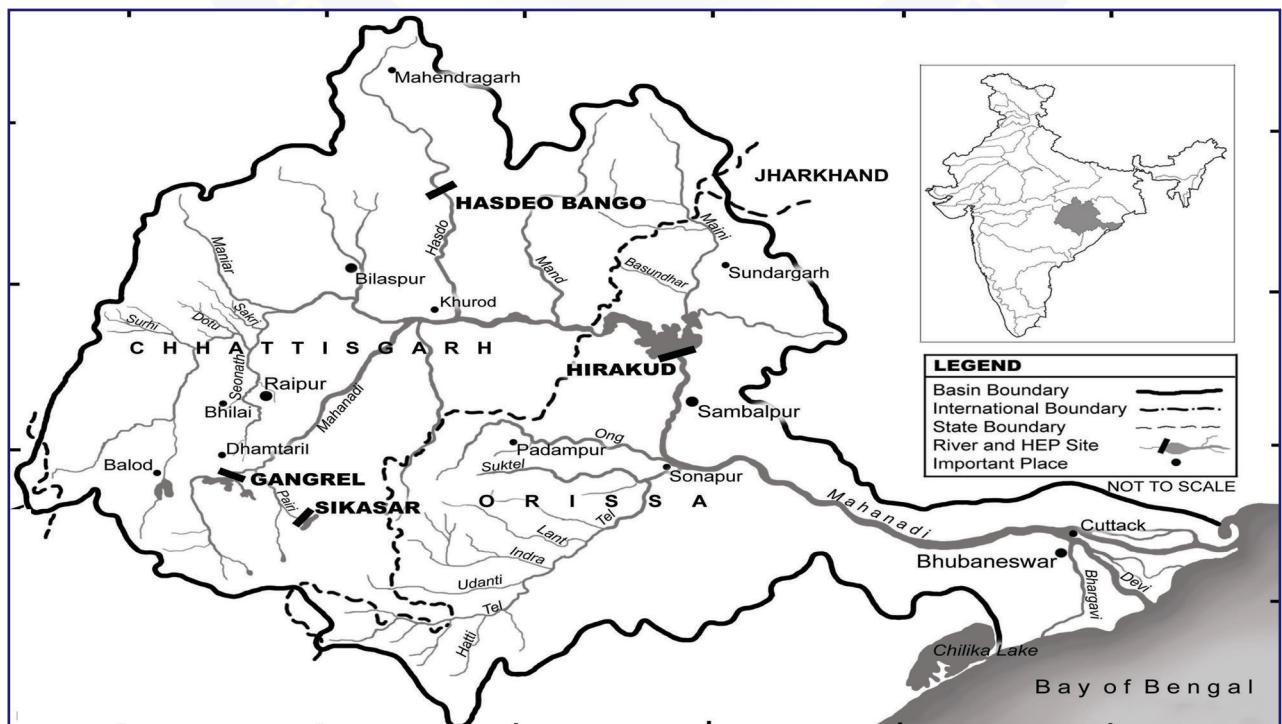 Mahendragarh
JHARKHAND
HASDEO BANGO
Hasdo
Maniar
Mand
Maini
Basundhar
Sundargarh
Bilaspur
Khurod
Surhi
Dotu
Sakri
CHHATTISGARH
HIRAKUD
Seonath
Raipur
Bhilai
Mahanadi
Sambalpur
Dhamtaril
Balod
GANGREL
Pairi
SIKASAR
Padampur
Ong
Suktel
Sonapur
ORISSA
Tel
Lant
Indra
Udanti
Tel
Hatti
Mahanadi
Cuttack
Bhubaneswar
Bhargavi
Devi
Chilika Lake
Bay of Bengal
LEGEND
Basin Boundary
International Boundary
State Boundary
River and HEP Site
Important Place
NOT TO SCALE